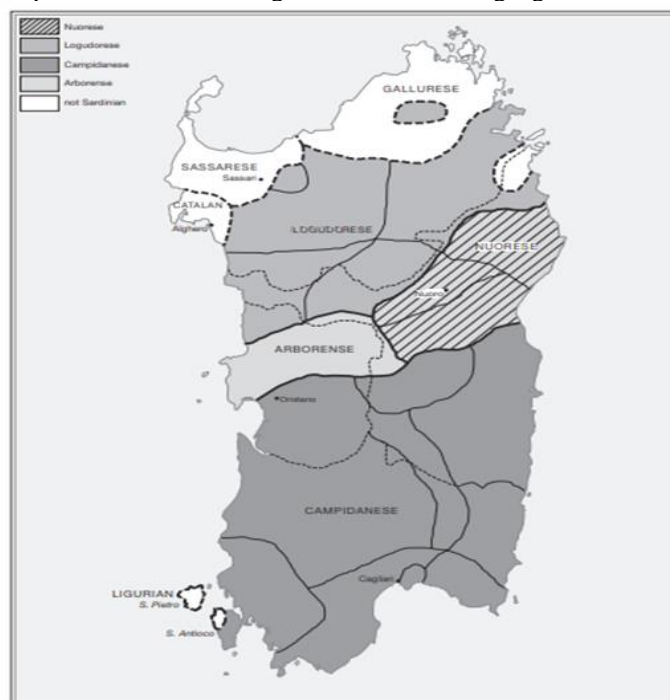 Nuorese
Logudorese
Campidanese
Arborense
not Sardinian
GALLURESE
SASSARESE
Sassari
CATALAN
Alghero
LOGUDORESE
NUORESE
Nuoro
ARBORENSE
Oristano
CAMPIDANESE
Cagliari
LIGURIAN
S. Pietro
S. Antioco